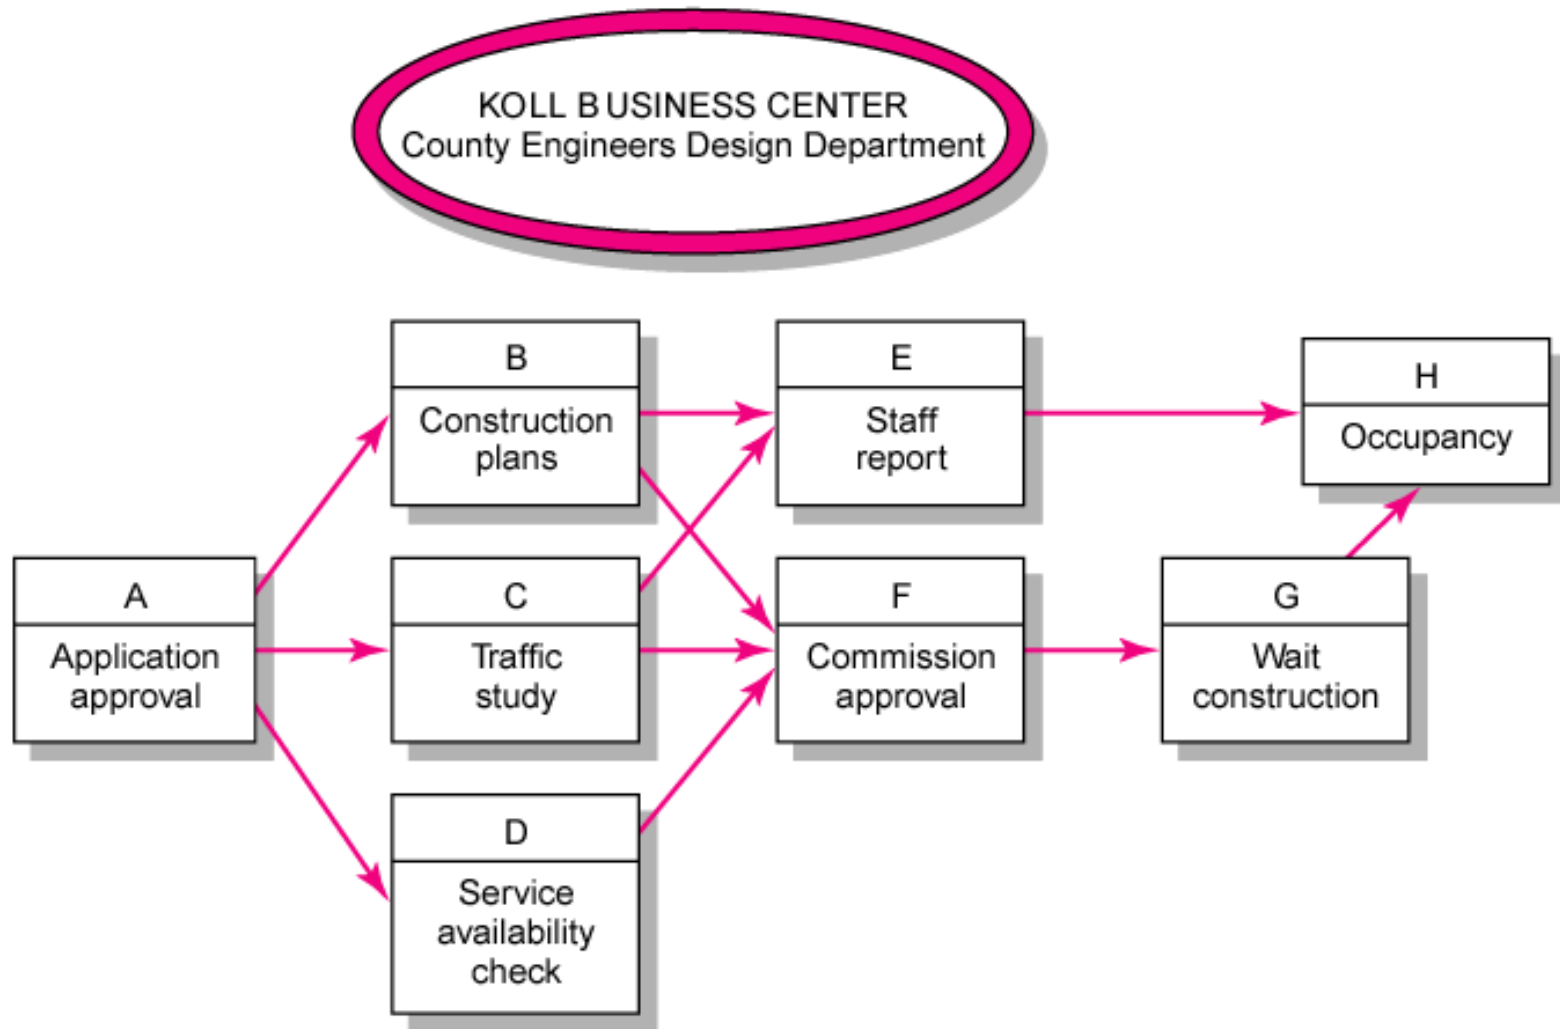 KOLL BUSINESS CENTER
County Engineers Design Department
B
Construction
plans
E
Staff
report
H
Occupancy
A
Application
approval
C
Traffic
study
F
Commission
approval
G
Wait
construction
D
Service
availability
check